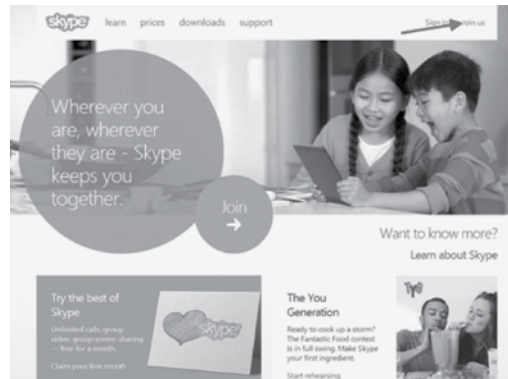 skype learn prices downloads support
Sign in Join us
Wherever you
are, wherever
they are - Skype
keeps you
together.
Join
Want to know more?
Learn about Skype
Try the best of
Skype
Unlimited calls, group
video, group screen sharing
— free for a month.
Claim your free month
skype
The You
Generation
Ready to cook up a storm?
The Fantastic Food contest
is in full swing. Make Skype
your first ingredient.
Start rehearsing